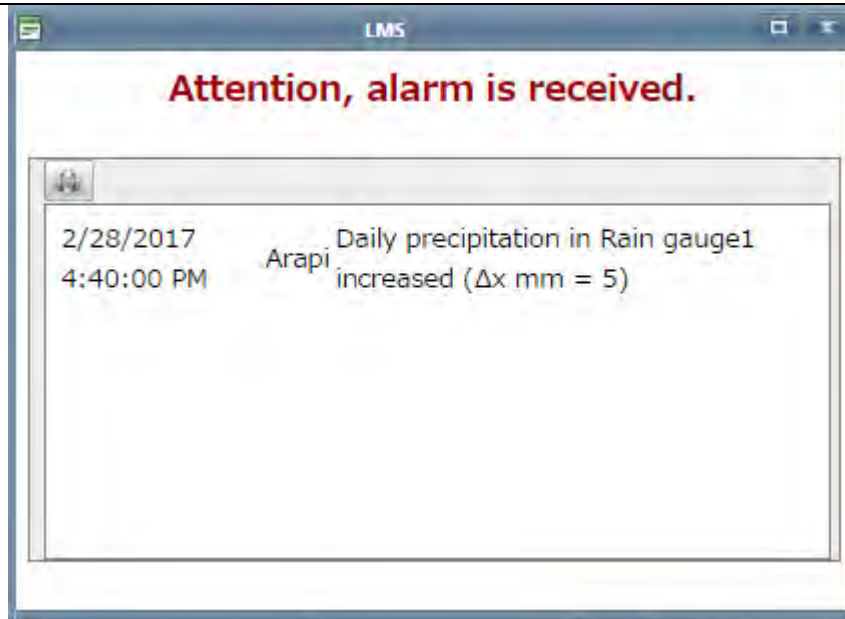 LMS
Attention, alarm is received.
2/28/2017
4:40:00 PM
Arapi
Daily precipitation in Rain gauge1
increased (Δx mm = 5)